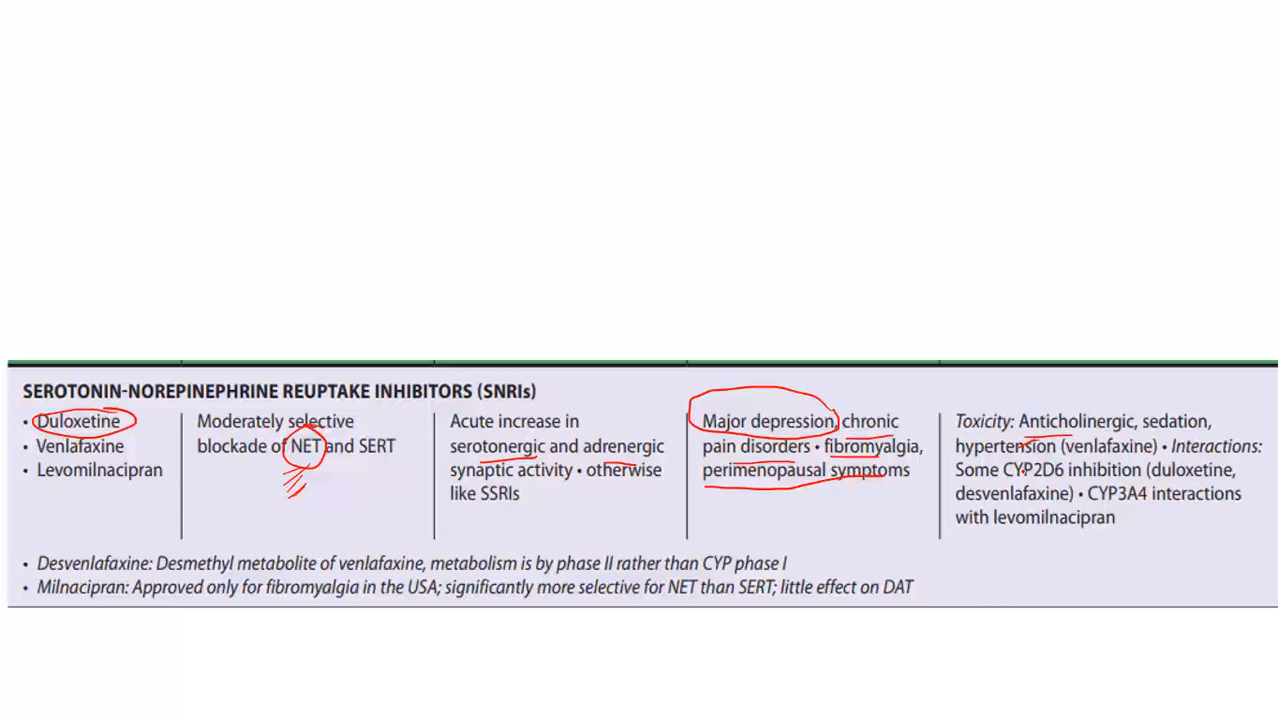 SEROTONIN-NOREPINEPHRINE REUPTAKE INHIBITORS (SNRIs)
• Duloxetine
• Venlafaxine
• Levomilnacipran
Moderately selective
blockade of NET and SERT
Acute increase in
serotonergic and adrenergic
synaptic activity • otherwise
like SSRIs
Major depression, chronic
pain disorders • fibromyalgia,
perimenopausal symptoms
Toxicity: Anticholinergic, sedation,
hypertension (venlafaxine) • Interactions:
Some CYP2D6 inhibition (duloxetine,
desvenlafaxine) • CYP3A4 interactions
with levomilnacipran
• Desvenlafaxine: Desmethyl metabolite of venlafaxine, metabolism is by phase II rather than CYP phase I
• Milnacipran: Approved only for fibromyalgia in the USA; significantly more selective for NET than SERT; little effect on DAT